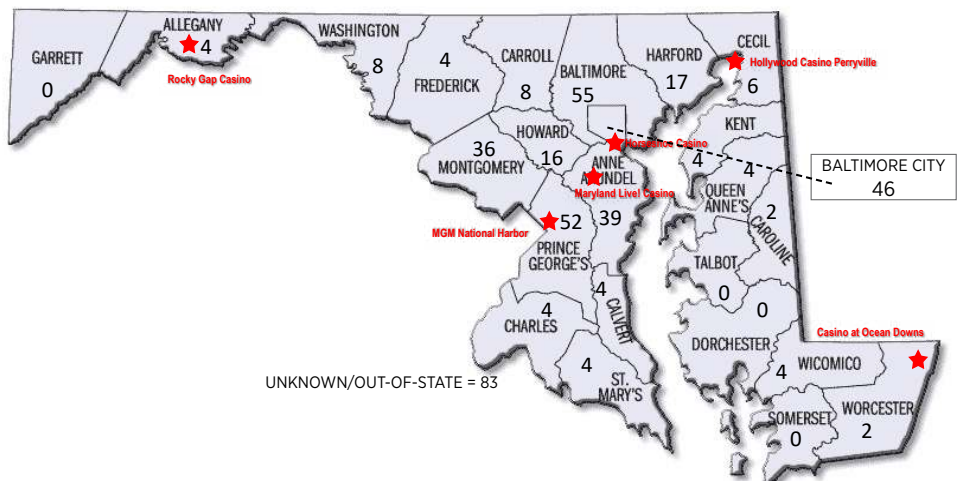 ALLEGANY
4
Rocky Gap Casino
GARRETT
0
WASHINGTON
8
4
FREDERICK
CARROLL
8
BALTIMORE
55
HARFORD
17
CECIL
Hollywood Casino Perryville
6
KENT
4
HOWARD
16
36
MONTGOMERY
Horseshoe Casino
ANNE
ARUNDEL
Maryland Live! Casino
39
BALTIMORE CITY
46
4
QUEEN
ANNE'S
2
CAROLINE
MGM National Harbor
52
PRINCE
GEORGE'S
TALBOT
0
4
CALVERT
4
CHARLES
0
DORCHESTER
Casino at Ocean Downs
4
ST.
MARY'S
UNKNOWN/OUT-OF-STATE = 83
4
WICOMICO
SOMERSET
0
WORCESTER
2